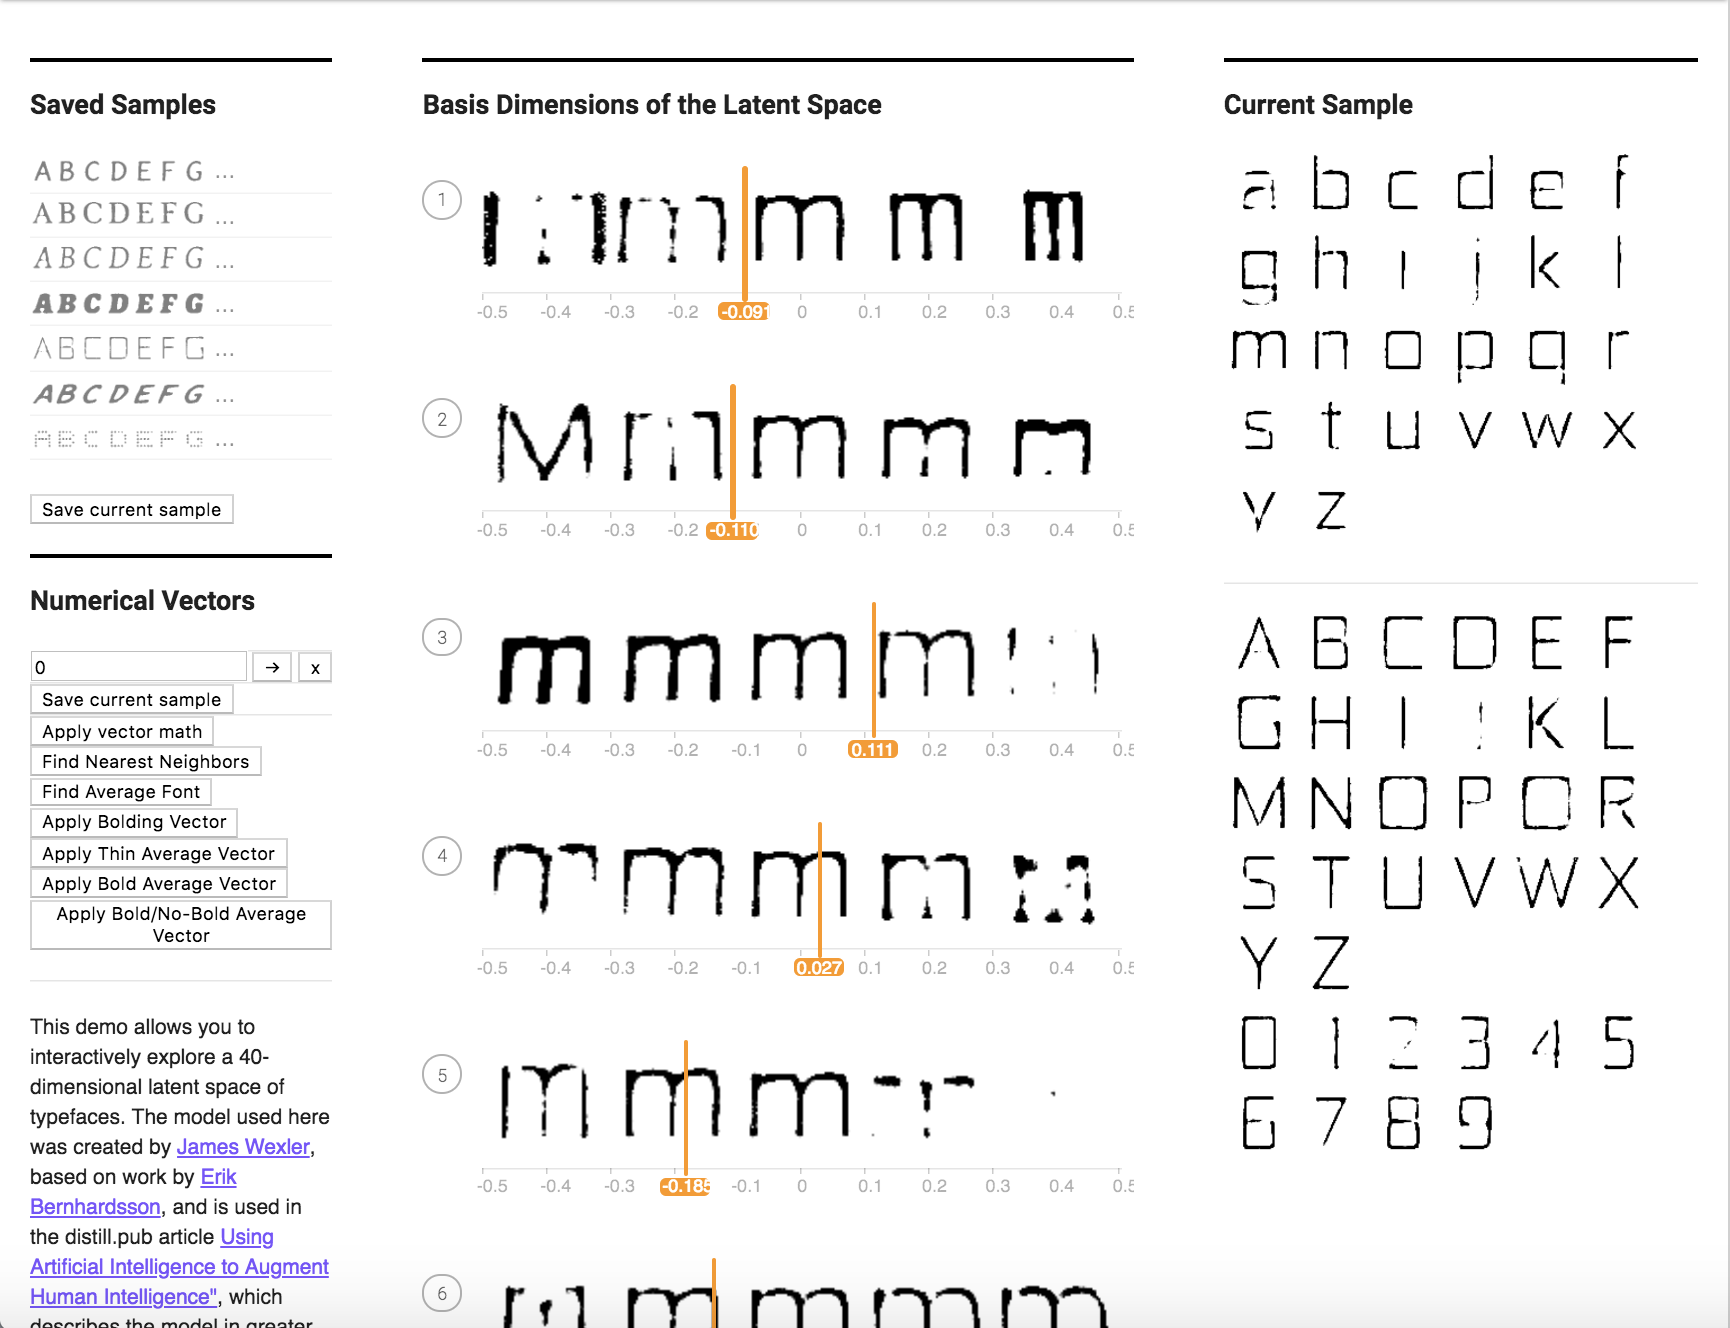 Saved Samples
A B C D E F G ...
A B C D E F G ...
A B C D E F G ...
A B C D E F G ...
A B C D E F G ...
A B C D E F G ...
A B C D E F G ...
Save current sample
Numerical Vectors
0 → x
Save current sample
Apply vector math
Find Nearest Neighbors
Find Average Font
Apply Bolding Vector
Apply Thin Average Vector
Apply Bold Average Vector
Apply Bold/No-Bold Average
Vector
This demo allows you to
interactively explore a 40-
dimensional latent space of
typefaces. The model used here
was created by James Wexler,
based on work by Erik
Bernhardsson, and is used in
the distill.pub article Using
Artificial Intelligence to Augment
Human Intelligence", which
describes the model in greater
Basis Dimensions of the Latent Space
1 m m m
-0.5 -0.4 -0.3 -0.2 -0.091 0 0.1 0.2 0.3 0.4 0.5
2 M m m m
-0.5 -0.4 -0.3 -0.2 -0.110 0 0.1 0.2 0.3 0.4 0.5
3 m m m m
-0.5 -0.4 -0.3 -0.2 -0.1 0 0.111 0.2 0.3 0.4 0.5
4 m m m m
-0.5 -0.4 -0.3 -0.2 -0.1 0.027 0.1 0.2 0.3 0.4 0.5
5 m m m
-0.5 -0.4 -0.3 -0.185 -0.1 0 0.1 0.2 0.3 0.4 0.5
6 m m m m
Current Sample
a b c d e f
g h i j k l
m n o p q r
s t u v w x
y z
A B C D E F
G H I J K L
M N O P Q R
S T U V W X
Y Z
0 1 2 3 4 5
6 7 8 9